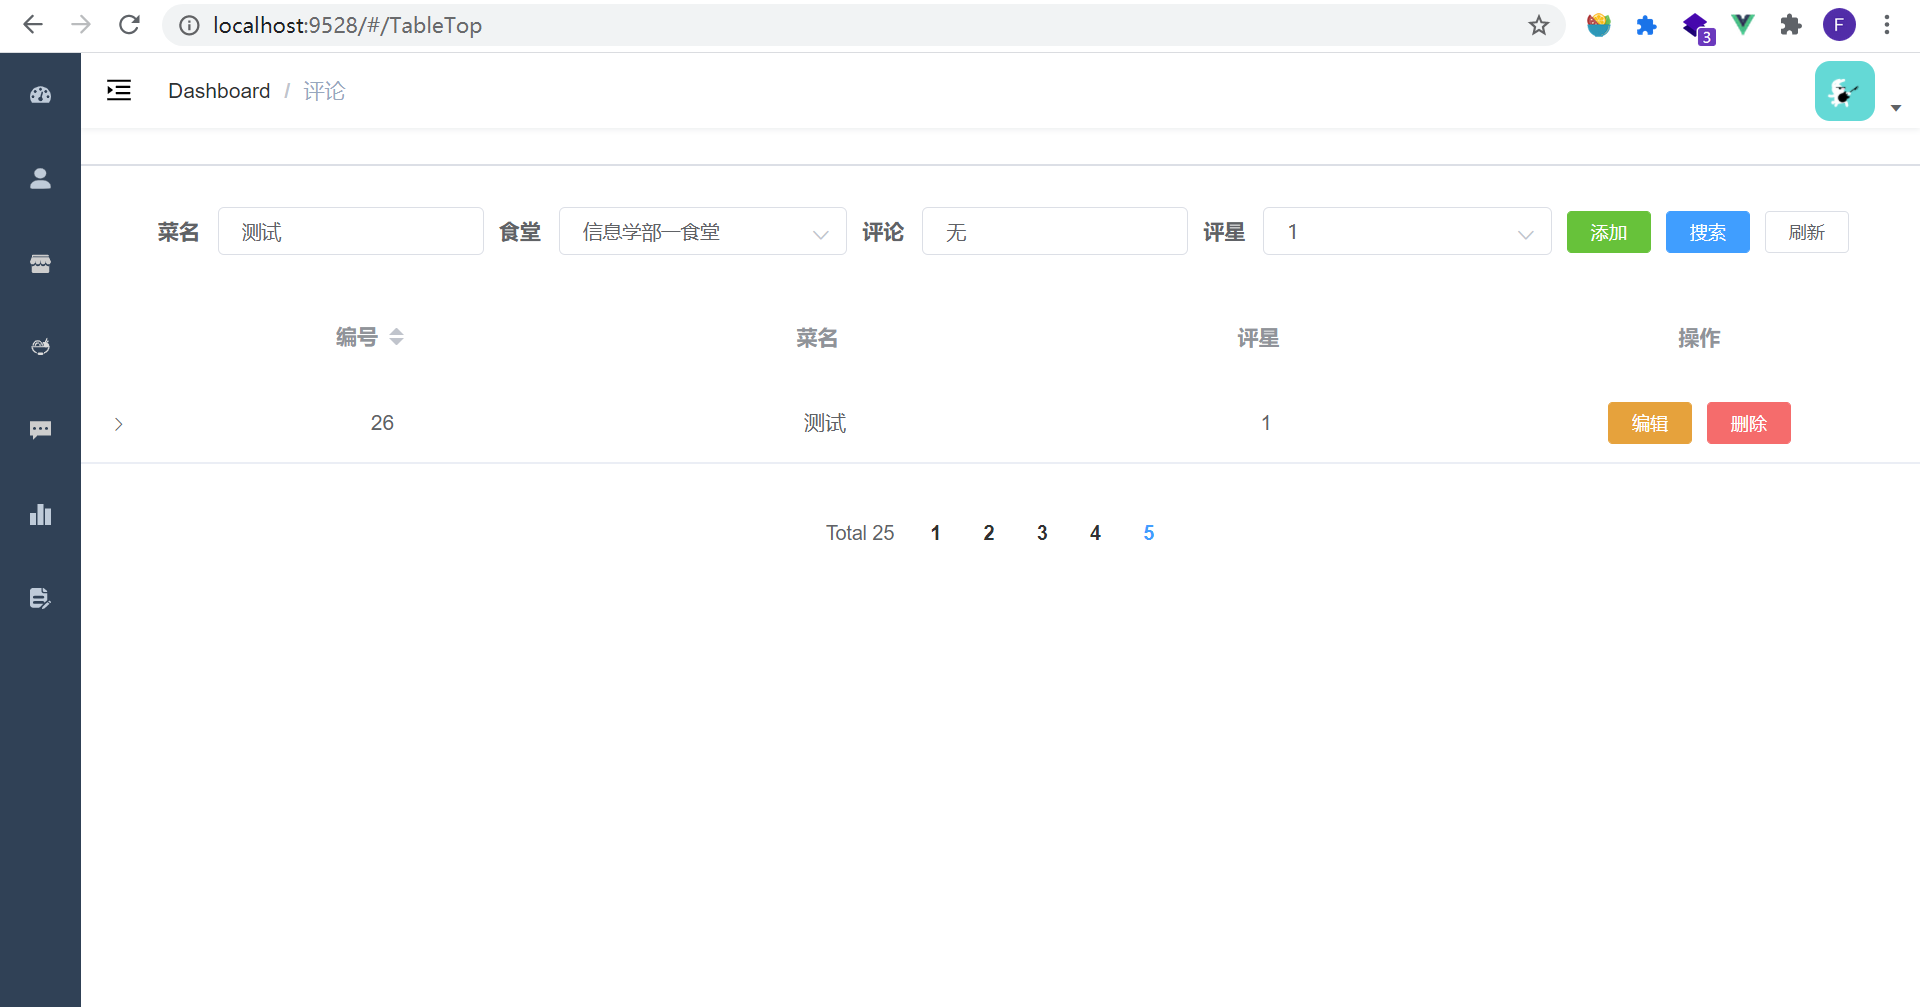 localhost:9528/#/TableTop
3
F
Dashboard / 评论
菜名 测试 食堂 信息学部一食堂 评论 无 评星 1 添加 搜索 刷新
编号 菜名 评星 操作
26 测试 1 编辑 删除
Total 25 1 2 3 4 5